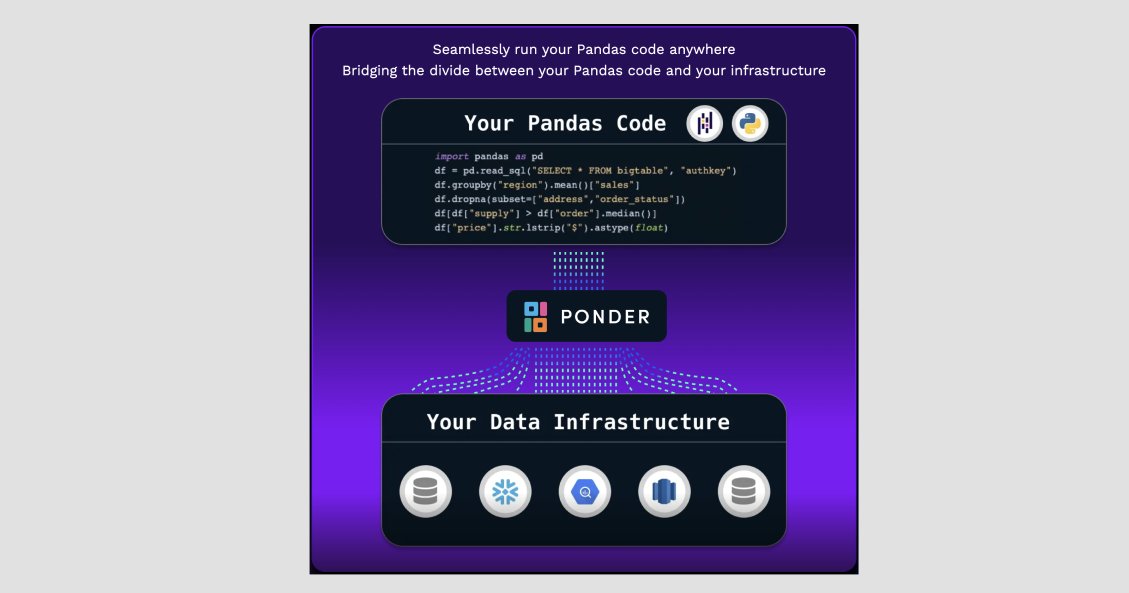 Seamlessly run your Pandas code anywhere
Bridging the divide between your Pandas code and your infrastructure
Your Pandas Code
import pandas as pd
df = pd.read_sql("SELECT * FROM bigtable", "authkey")
df.groupby("region").mean()["sales"]
df.dropna(subset=["address","order_status"])
df[df["supply"] > df["order"].median()]
df["price"].str.lstrip("$").astype(float)
PONDER
Your Data Infrastructure